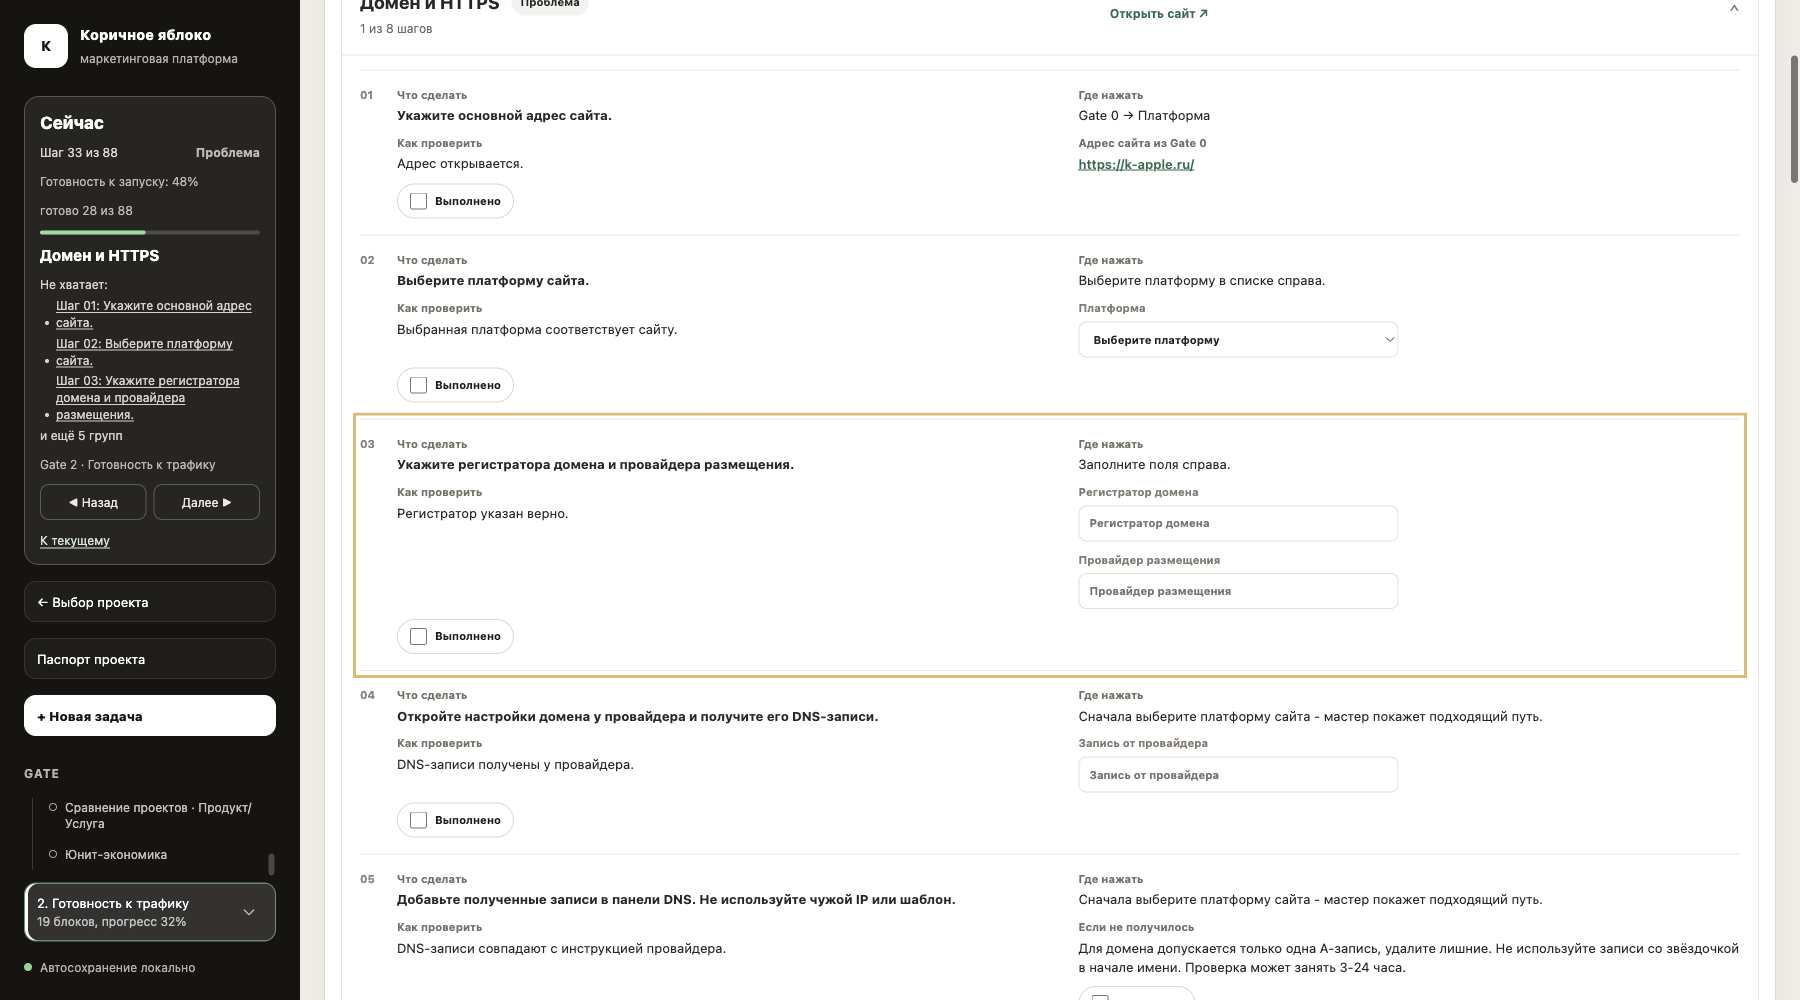 К
Коричное яблоко
маркетинговая платформа
Сейчас
Шаг 33 из 88
Проблема
Готовность к запуску: 48%
готово 28 из 88
Домен и HTTPS
Не хватает:
• Шаг 01: Укажите основной адрес
сайта.
• Шаг 02: Выберите платформу
сайта.
• Шаг 03: Укажите регистратора
домена и провайдера
размещения.
и ещё 5 групп
Gate 2 · Готовность к трафику
◀ Назад
Далее ▶
К текущему
← Выбор проекта
Паспорт проекта
+ Новая задача
GATE
Сравнение проектов · Продукт/
Услуга
Юнит-экономика
2. Готовность к трафику
19 блоков, прогресс 32%
Автосохранение локально
Домен и HTTPS
Проблема
1 из 8 шагов
Открыть сайт ↗
01
Что сделать
Укажите основной адрес сайта.
Как проверить
Адрес открывается.
Выполнено
Где нажать
Gate 0 → Платформа
Адрес сайта из Gate 0
https://k-apple.ru/
02
Что сделать
Выберите платформу сайта.
Как проверить
Выбранная платформа соответствует сайту.
Выполнено
Где нажать
Выберите платформу в списке справа.
Платформа
Выберите платформу
03
Что сделать
Укажите регистратора домена и провайдера размещения.
Как проверить
Регистратор указан верно.
Выполнено
Где нажать
Заполните поля справа.
Регистратор домена
Регистратор домена
Провайдер размещения
Провайдер размещения
04
Что сделать
Откройте настройки домена у провайдера и получите его DNS-записи.
Как проверить
DNS-записи получены у провайдера.
Выполнено
Где нажать
Сначала выберите платформу сайта - мастер покажет подходящий путь.
Запись от провайдера
Запись от провайдера
05
Что сделать
Добавьте полученные записи в панели DNS. Не используйте чужой IP или шаблон.
Как проверить
DNS-записи совпадают с инструкцией провайдера.
Где нажать
Сначала выберите платформу сайта - мастер покажет подходящий путь.
Если не получилось
Для домена допускается только одна А-запись, удалите лишние. Не используйте записи со звёздочкой
в начале имени. Проверка может занять 3-24 часа.